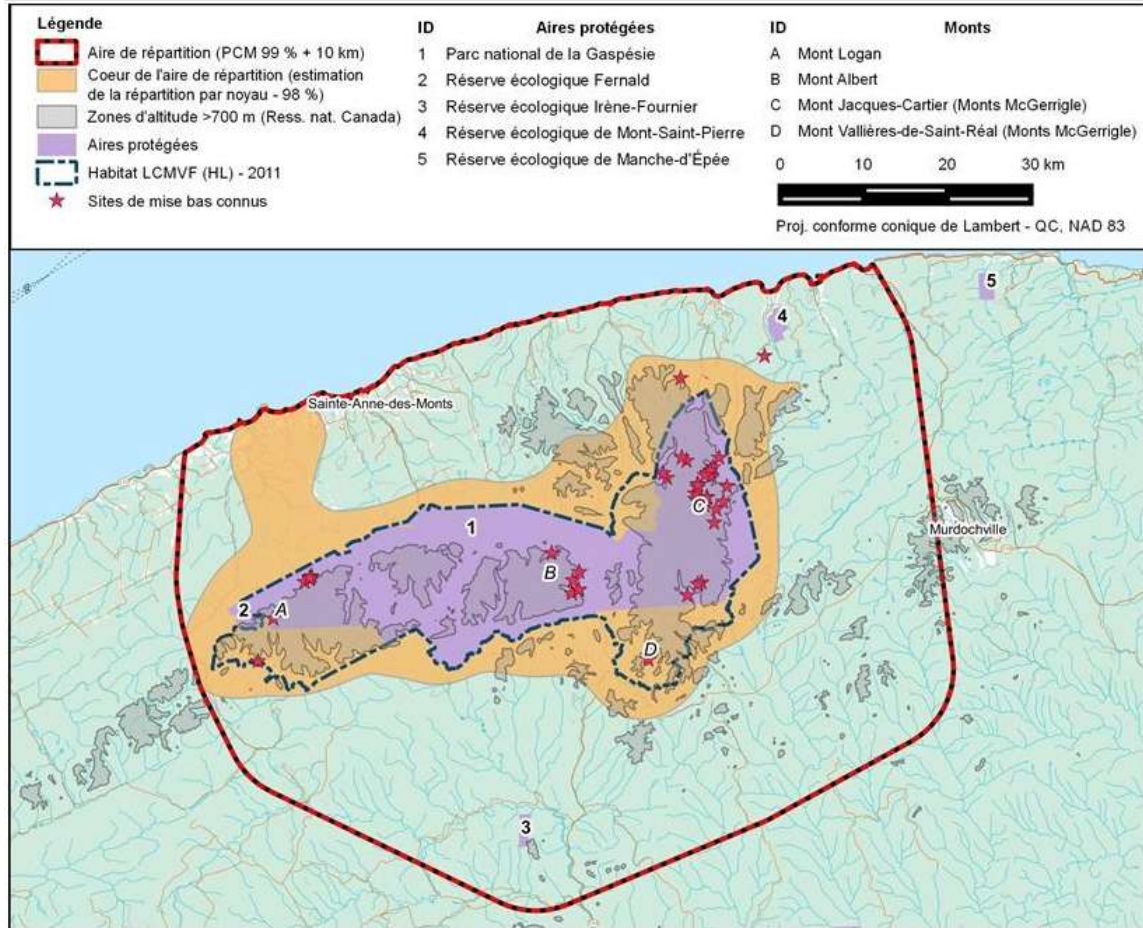 Légende
Aire de répartition (PCM 99 % + 10 km)
Coeur de l'aire de répartition (estimation
de la répartition par noyau - 98 %)
Zones d'altitude >700 m (Ress. nat. Canada)
Aires protégées
Habitat LCMVF (HL) - 2011
Sites de mise bas connus
ID Aires protégées
1 Parc national de la Gaspésie
2 Réserve écologique Fernald
3 Réserve écologique Irène-Fournier
4 Réserve écologique de Mont-Saint-Pierre
5 Réserve écologique de Manche-d'Épée
ID Monts
A Mont Logan
B Mont Albert
C Mont Jacques-Cartier (Monts McGerrigle)
D Mont Vallières-de-Saint-Réal (Monts McGerrigle)
0 10 20 30 km
Proj. conforme conique de Lambert - QC, NAD 83
5
4
Sainte-Anne-des-Monts
C
1
Murdochville
B
2 A
D
3